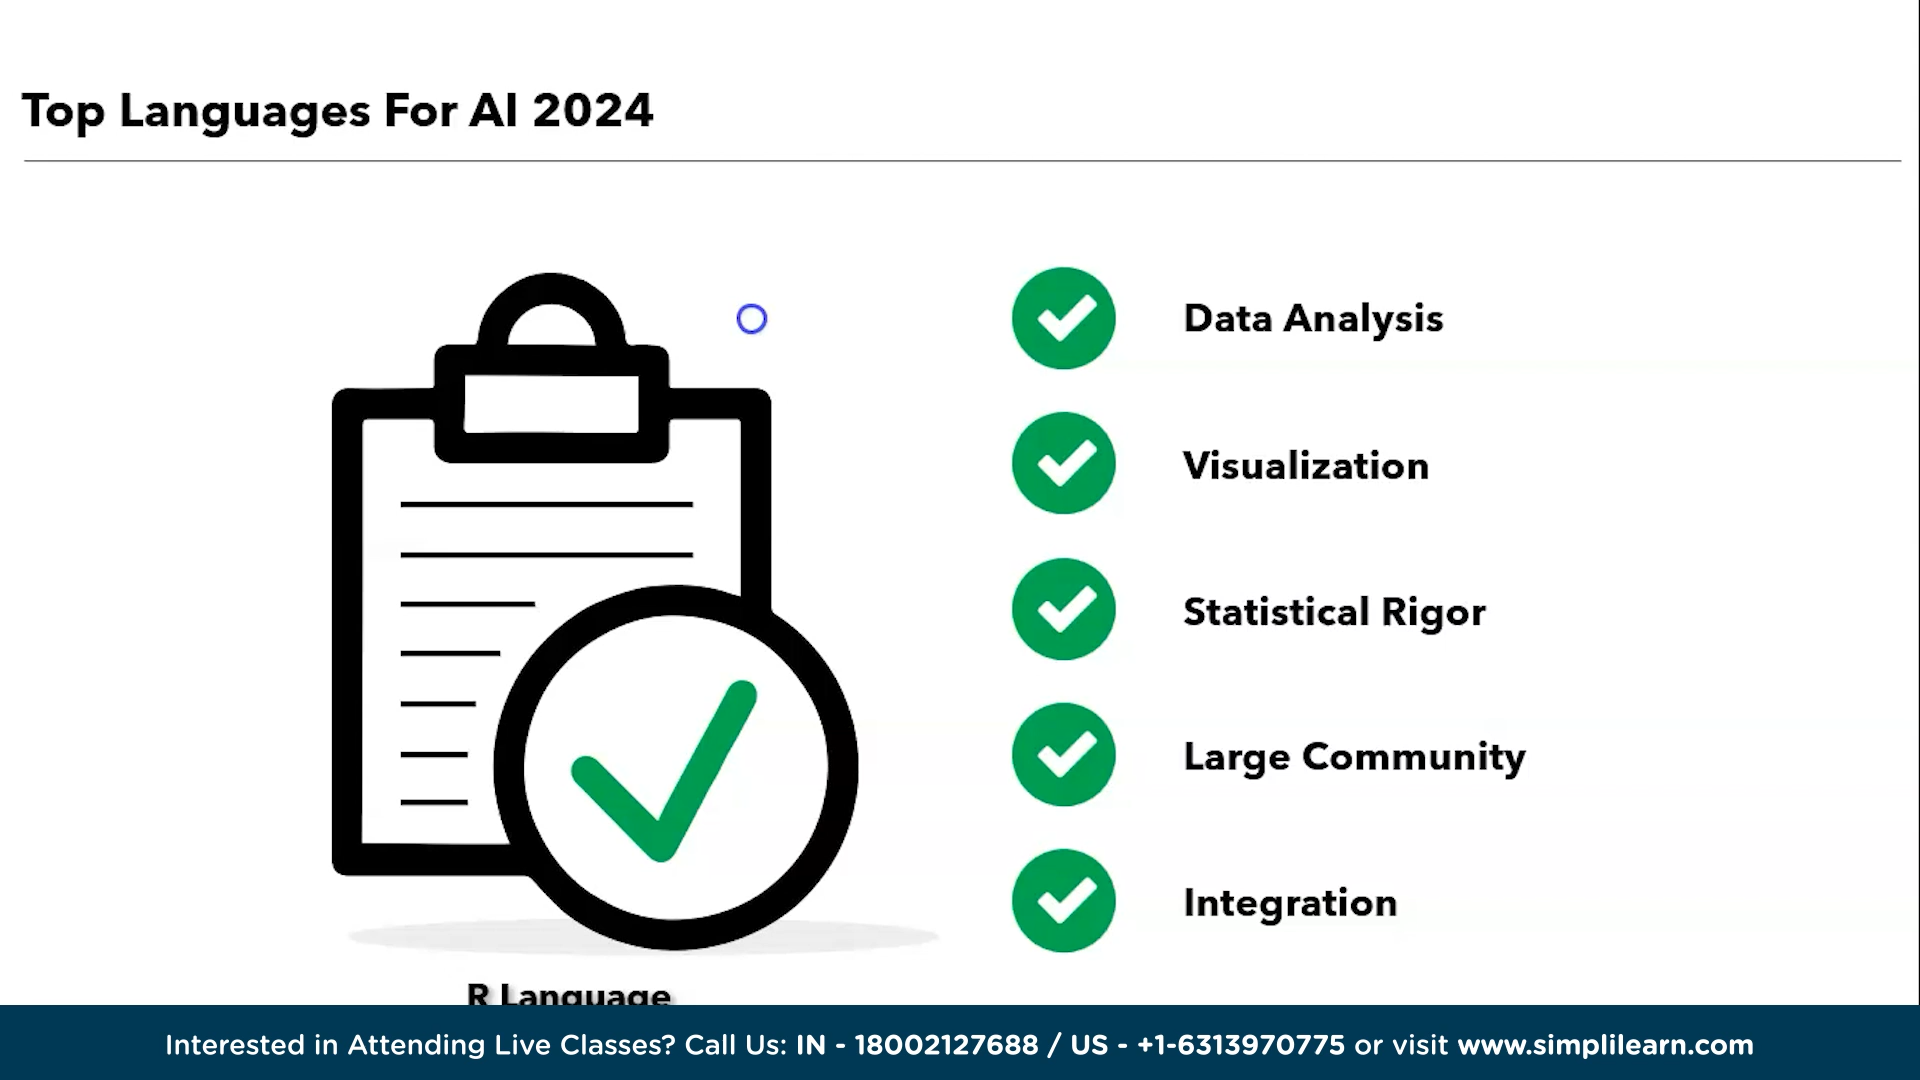 Top Languages For AI 2024
Data Analysis
Visualization
Statistical Rigor
Large Community
Integration
R Language
Interested in Attending Live Classes? Call Us: IN - 18002127688 / US - +1-6313970775 or visit www.simplilearn.com